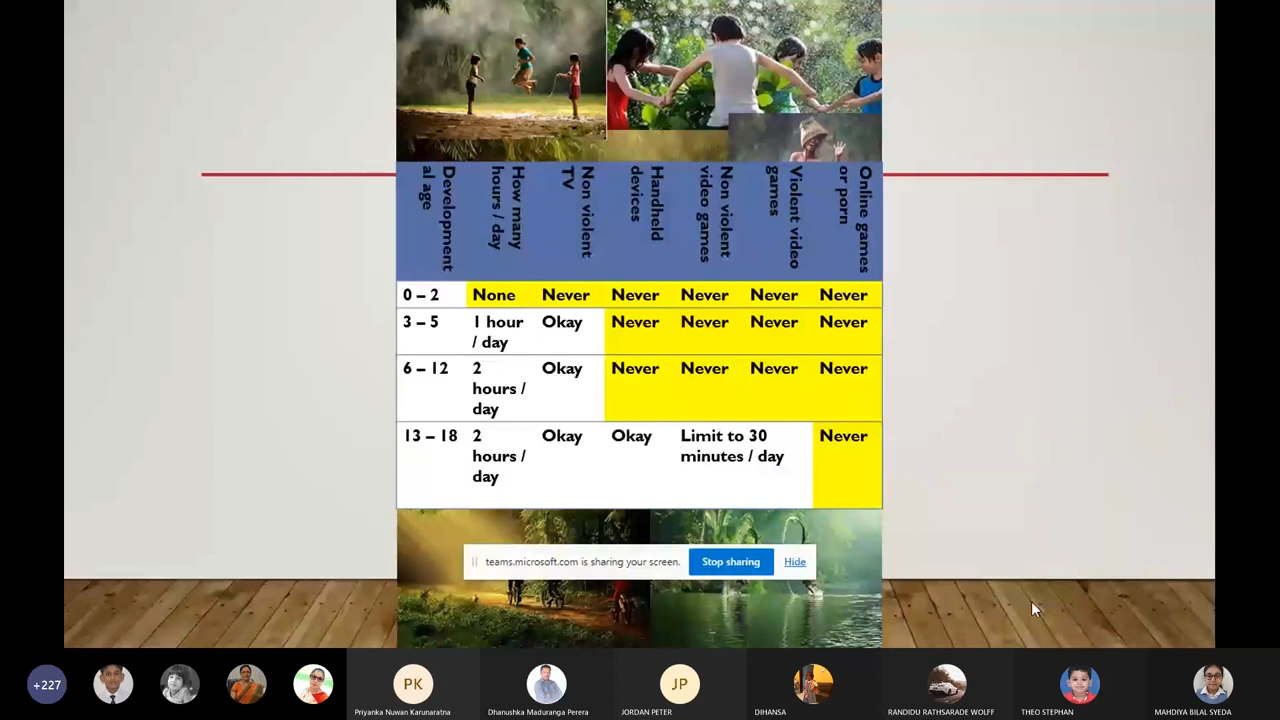 Development
al age
How many
hours / day
Non violent
TV
Handheld
devices
Non violent
video games
Violent video
games
Online games
or porn
0 – 2 None Never Never Never Never Never
3 – 5 1 hour Okay Never Never Never Never
/ day
6 – 12 2 Okay Never Never Never Never
hours /
day
13 – 18 2 Okay Okay Limit to 30 Never
hours / minutes / day
day
teams.microsoft.com is sharing your screen. Stop sharing Hide
+227 PK JP
Priyanka Nuwan Karunaratna Dhanushka Maduranga Perera JORDAN PETER DIHANSA RANDIDU RATHSARADE WOLFF THEO STEPHAN MAHDIYA BILAL SYEDA